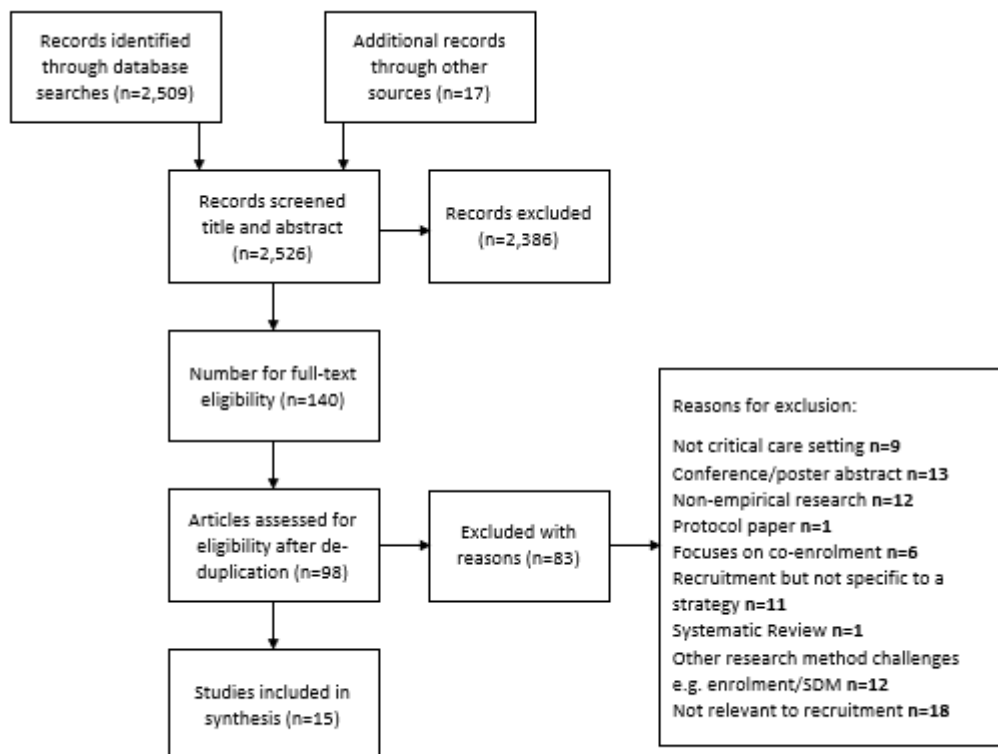 Records identified
through database
searches (n=2,509)
Additional records
through other
sources (n=17)
Records screened
title and abstract
(n=2,526)
Records excluded
(n=2,386)
Number for full-text
eligibility (n=140)
Articles assessed for
eligibility after de-
duplication (n=98)
Excluded with
reasons (n=83)
Reasons for exclusion:
Not critical care setting n=9
Conference/poster abstract n=13
Non-empirical research n=12
Protocol paper n=1
Focuses on co-enrolment n=6
Recruitment but not specific to a
strategy n=11
Systematic Review n=1
Other research method challenges
e.g. enrolment/SDM n=12
Not relevant to recruitment n=18
Studies included in
synthesis (n=15)